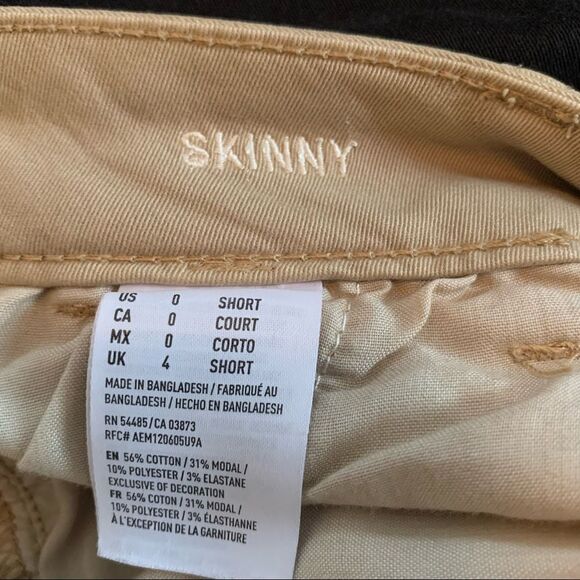 SKINNY
US 0 SHORT
CA 0 COURT
MX 0 CORTO
UK 4 SHORT
MADE IN BANGLADESH / FABRIQUÉ AU
BANGLADESH / HECHO EN BANGLADESH
RN 54485/CA 03873
RFC# AEM120605U9A
EN 56% COTTON / 31% MODAL /
10% POLYESTER / 3% ELASTANE
EXCLUSIVE OF DECORATION
FR 56% COTON / 31% MODAL /
10% POLYESTER / 3% ÉLASTHANNE
À L'EXCEPTION DE LA GARNITURE